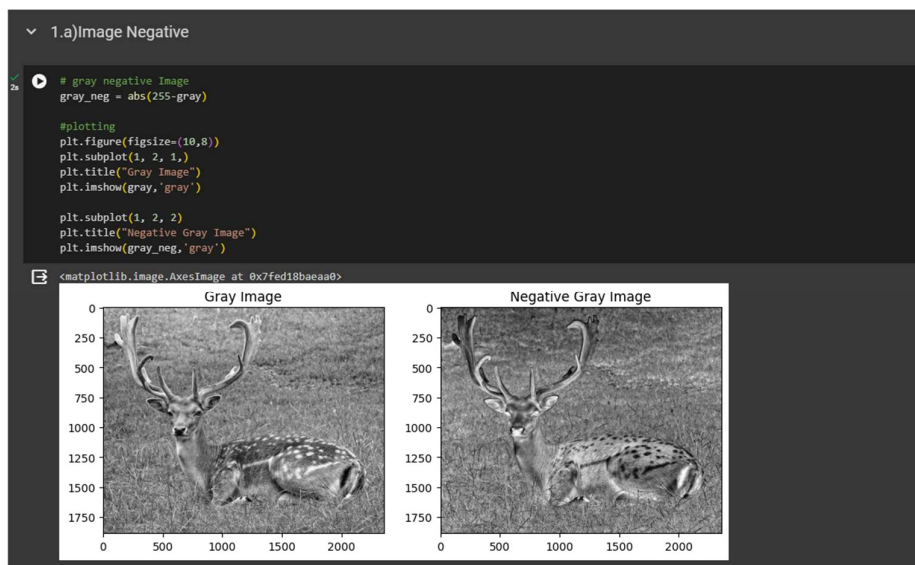 1.a)Image Negative
2s
# gray negative Image
gray_neg = abs(255-gray)
#plotting
plt.figure(figsize=(10,8))
plt.subplot(1, 2, 1,)
plt.title("Gray Image")
plt.imshow(gray,'gray')
plt.subplot(1, 2, 2)
plt.title("Negative Gray Image")
plt.imshow(gray_neg,'gray')
<matplotlib.image.AxesImage at 0x7fed18baeaa0>
Gray Image
0
250
500
750
1000
1250
1500
1750
0 500 1000 1500 2000
Negative Gray Image
0
250
500
750
1000
1250
1500
1750
0 500 1000 1500 2000